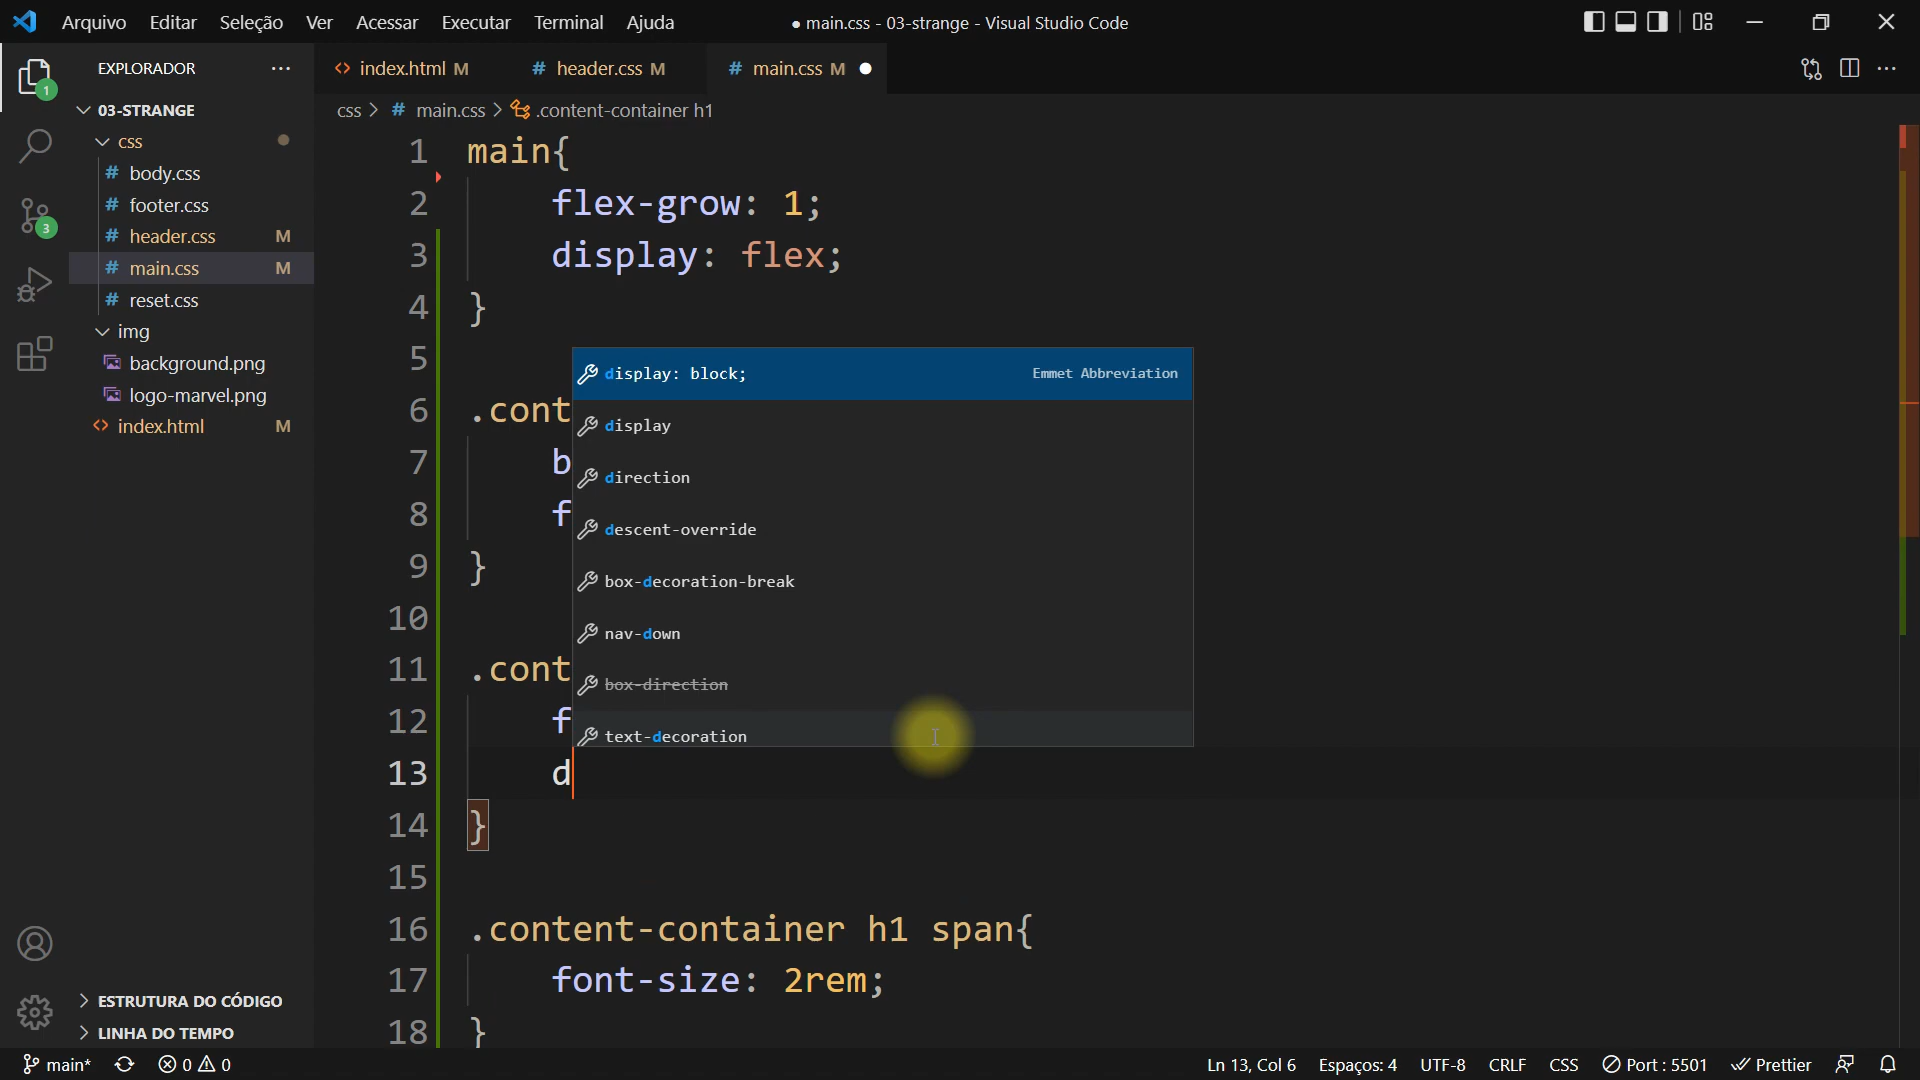 Arquivo Editar Seleção Ver Acessar Executar Terminal Ajuda
● main.css - 03-strange - Visual Studio Code
EXPLORADOR ···
03-STRANGE
css
# body.css
# footer.css
# header.css M
# main.css M
# reset.css
img
background.png
logo-marvel.png
<> index.html M
ESTRUTURA DO CÓDIGO
LINHA DO TEMPO
1
3
<> index.html M # header.css M # main.css M ●
css > # main.css > .content-container h1
1 main{
2 flex-grow: 1;
3 display: flex;
4 }
5
6 .cont
7 b
8 f
9 }
10
11 .cont
12 f
13 d
14 }
15
16 .content-container h1 span{
17 font-size: 2rem;
18 }
display: block; Emmet Abbreviation
display
direction
descent-override
box-decoration-break
nav-down
box-direction
text-decoration
main* 0 0 Ln 13, Col 6 Espaços: 4 UTF-8 CRLF CSS Port : 5501 Prettier